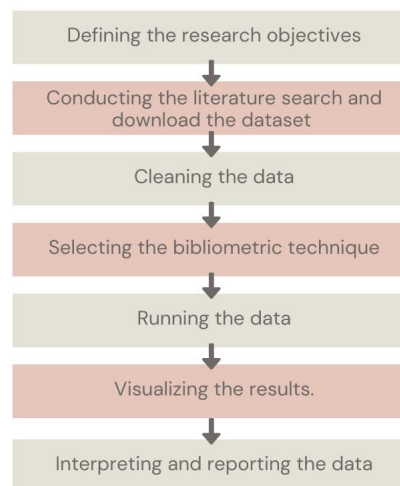 Defining the research objectives
Conducting the literature search and
download the dataset
Cleaning the data
Selecting the bibliometric technique
Running the data
Visualizing the results.
Interpreting and reporting the data